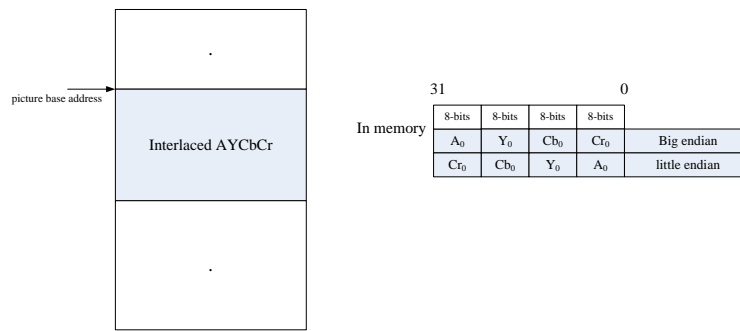 .
picture base address
Interlaced AYCbCr
.
31 0
In memory
8-bits 8-bits 8-bits 8-bits
A₀ Y₀ Cb₀ Cr₀ Big endian
Cr₀ Cb₀ Y₀ A₀ little endian